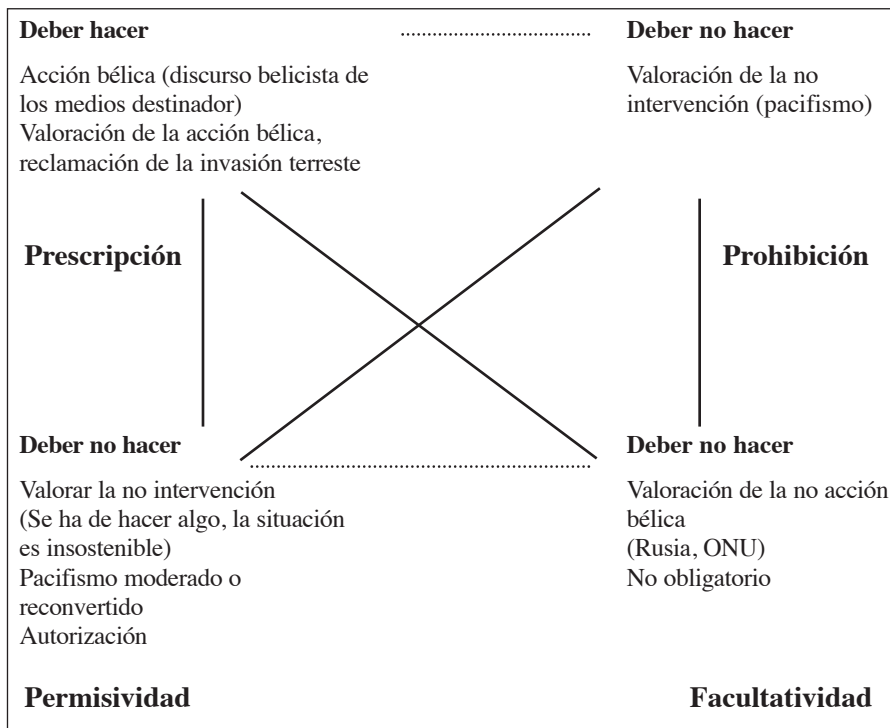 Deber hacer
Acción bélica (discurso belicista de
los medios destinador)
Valoración de la acción bélica,
reclamación de la invasión terreste
Deber no hacer
Valoración de la no
intervención (pacifismo)
Prescripción
Prohibición
Deber no hacer
Valorar la no intervención
(Se ha de hacer algo, la situación
es insostenible)
Pacifismo moderado o
reconvertido
Autorización
Deber no hacer
Valoración de la no acción
bélica
(Rusia, ONU)
No obligatorio
Permisividad
Facultatividad